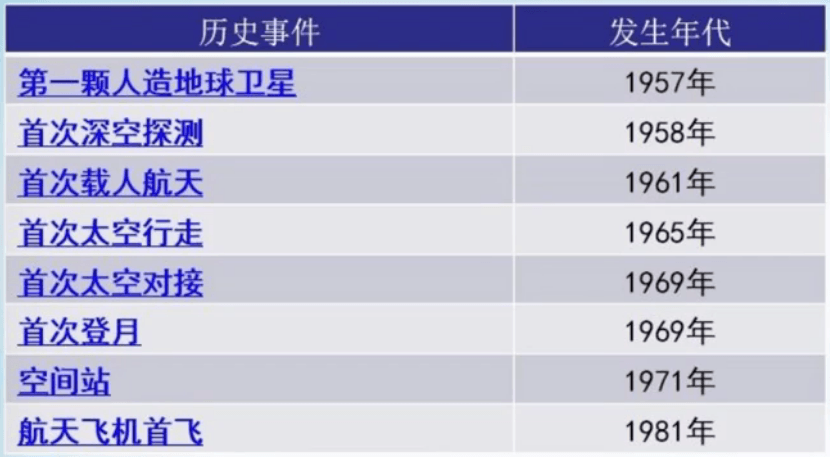 历史事件 发生年代
第一颗人造地球卫星 1957年
首次深空探测 1958年
首次载人航天 1961年
首次太空行走 1965年
首次太空对接 1969年
首次登月 1969年
空间站 1971年
航天飞机首飞 1981年